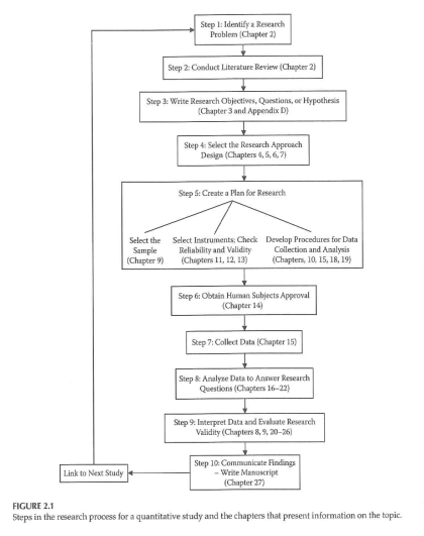 Step 1: Identify a Research
Problem (Chapter 2)
Step 2: Conduct Literature Review (Chapter 2)
Step 3: Write Research Objectives, Questions, or Hypothesis
(Chapter 3 and Appendix D)
Step 4: Select the Research Approach
Design (Chapters 4, 5, 6, 7)
Step 5: Create a Plan for Research
Select the
Sample
(Chapter 9)
Select Instruments; Check
Reliability and Validity
(Chapters 11, 12, 13)
Develop Procedures for Data
Collection and Analysis
(Chapters, 10, 15, 18, 19)
Step 6: Obtain Human Subjects Approval
(Chapter 14)
Step 7: Collect Data (Chapter 15)
Step 8: Analyze Data to Answer Research
Questions (Chapters 16–22)
Step 9: Interpret Data and Evaluate Research
Validity (Chapters 8, 9, 20–26)
Step 10: Communicate Findings
– Write Manuscript
(Chapter 27)
Link to Next Study
FIGURE 2.1
Steps in the research process for a quantitative study and the chapters that present information on the topic.